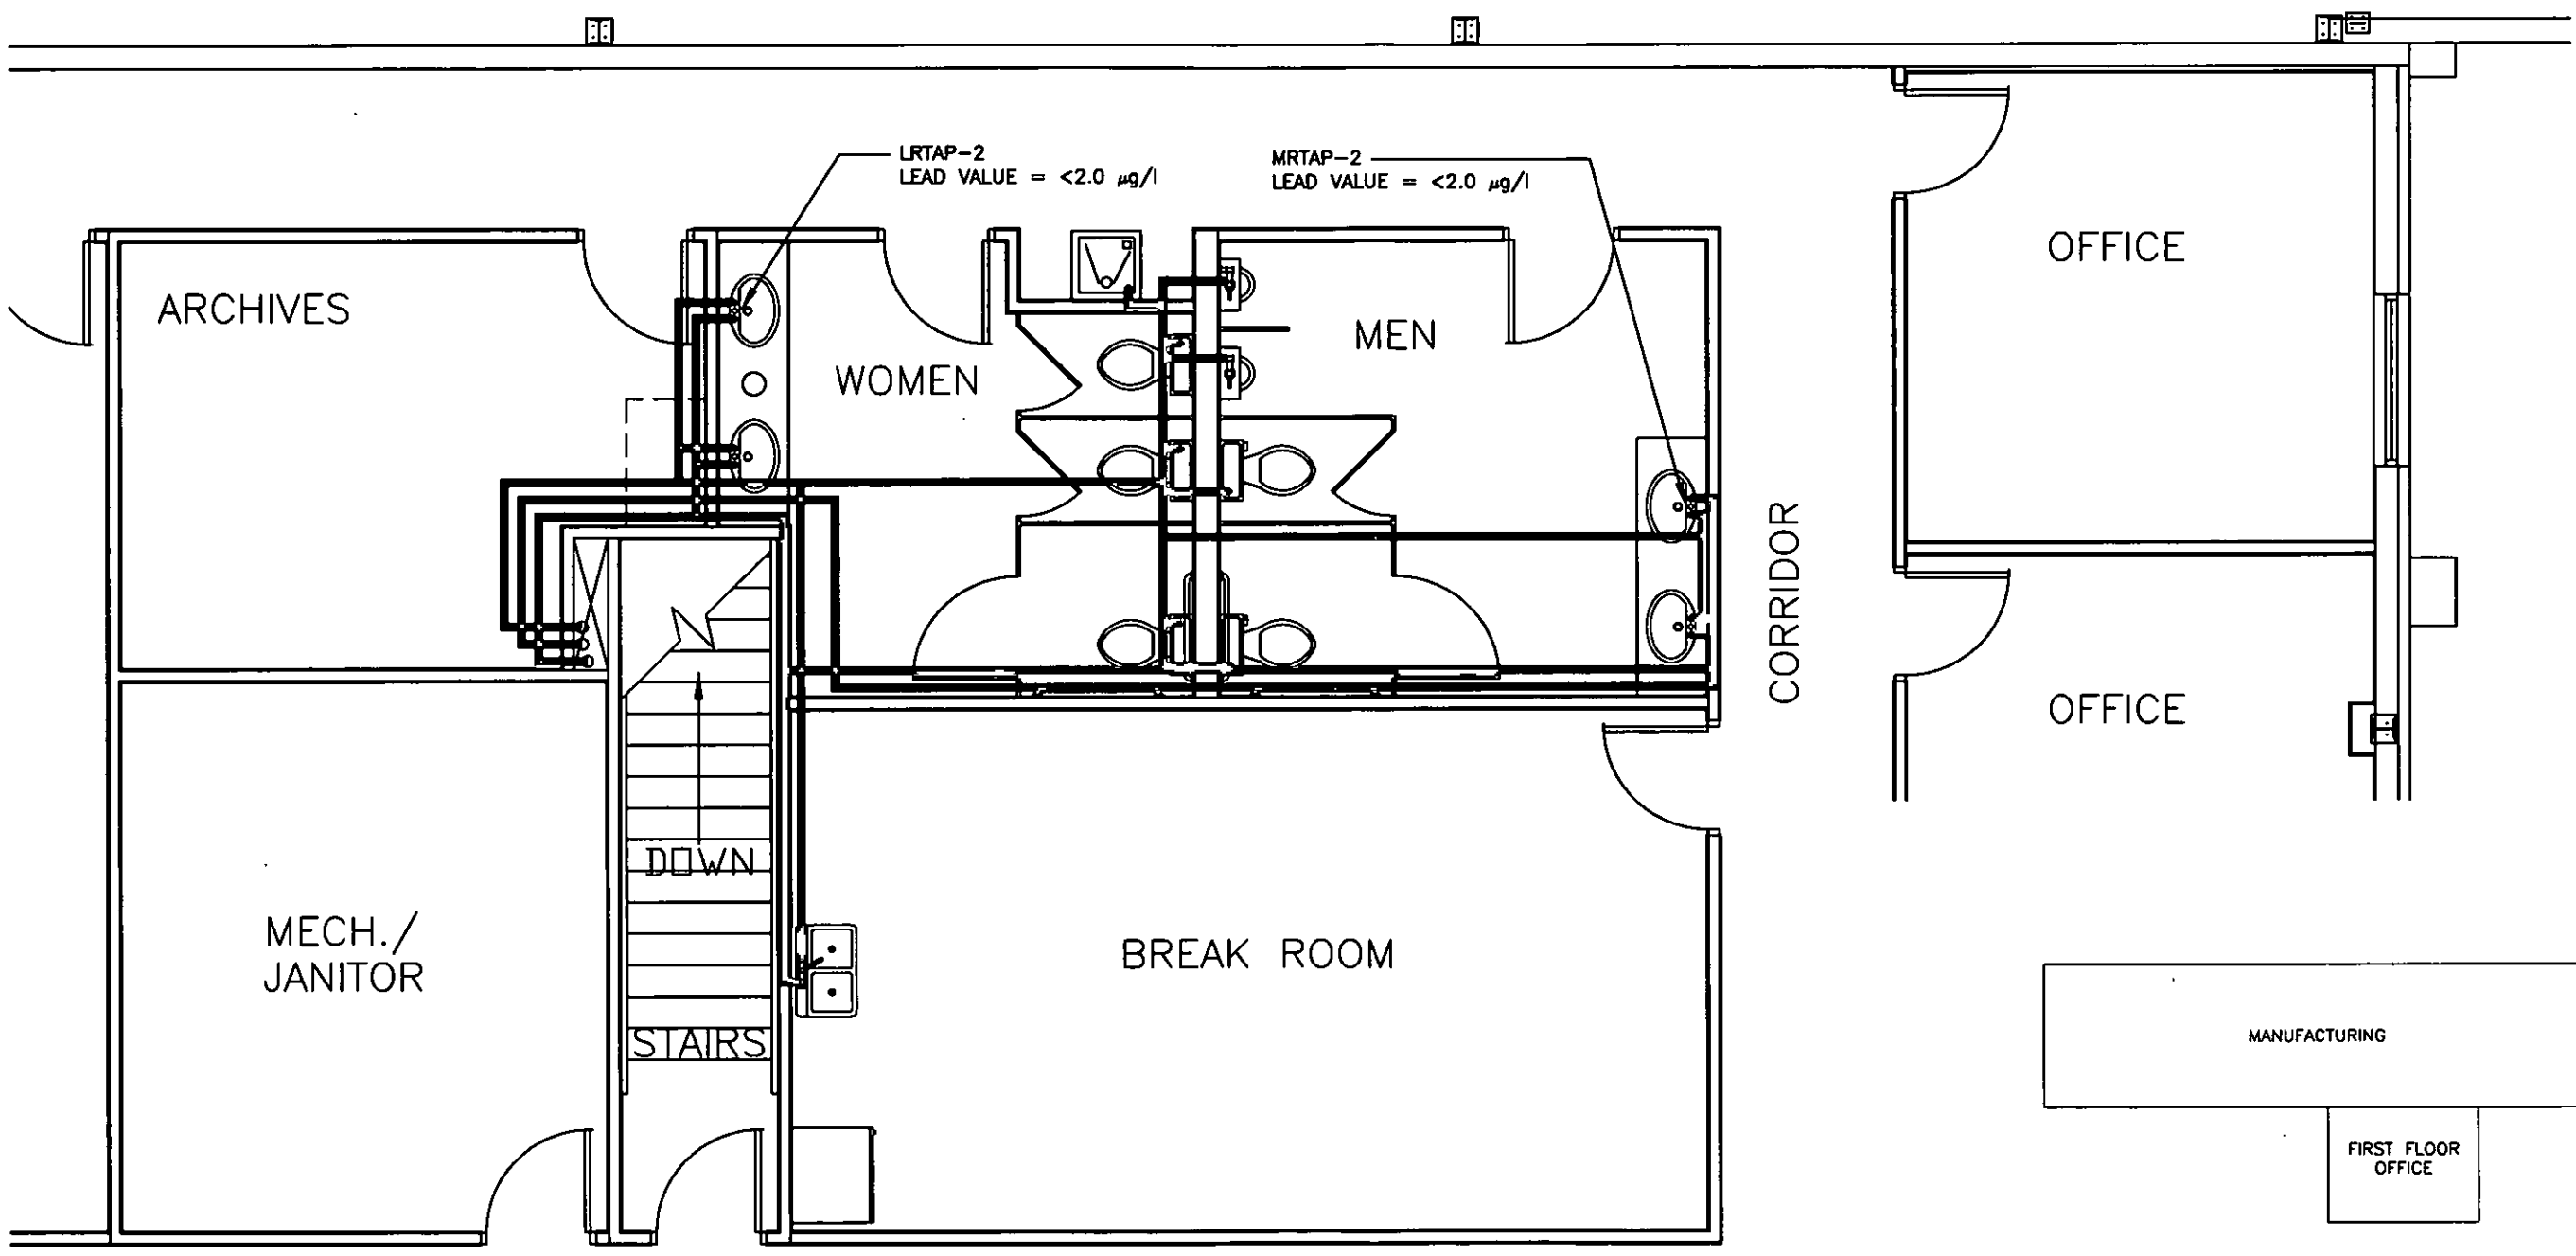 LRTAP-2
LEAD VALUE = <2.0 µg/l
MRTAP-2
LEAD VALUE = <2.0 µg/l
OFFICE
ARCHIVES
MEN
WOMEN
CORRIDOR
OFFICE
DOWN
MECH./
JANITOR
BREAK ROOM
STAIRS
MANUFACTURING
FIRST FLOOR
OFFICE